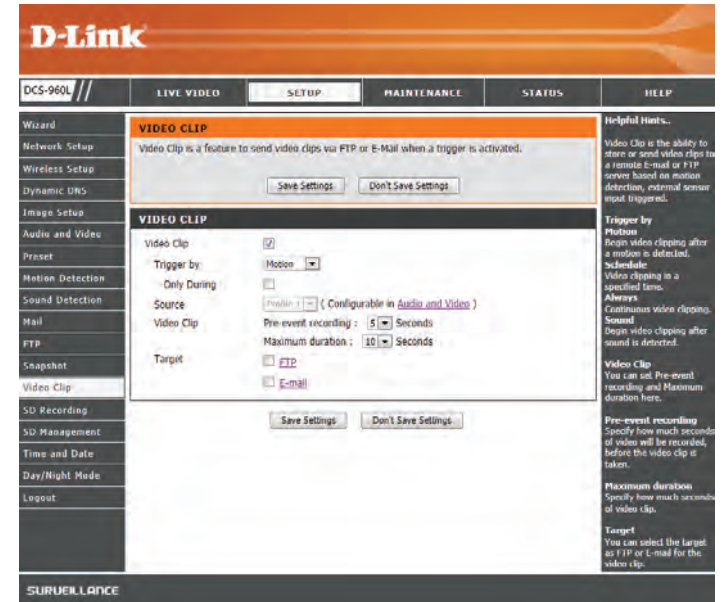 D-Link
DCS-960L
LIVE VIDEO
SETUP
MAINTENANCE
STATUS
HELP
Wizard
Network Setup
Wireless Setup
Dynamic DNS
Image Setup
Audio and Video
Preset
Motion Detection
Sound Detection
Mail
FTP
Snapshot
Video Clip
SD Recording
SD Management
Time and Date
Day/Night Mode
Logout
VIDEO CLIP
Video Clip is a feature to send video clips via FTP or E-Mail when a trigger is activated.
Save Settings Don't Save Settings
VIDEO CLIP
Video Clip
Trigger by Motion
Only During
Source Profile 1 ( Configurable in Audio and Video )
Video Clip Pre-event recording : 5 Seconds
Maximum duration : 10 Seconds
Target FTP
E-mail
Save Settings Don't Save Settings
Helpful Hints..
Video Clip is the ability to
store or send video clips to
a remote E-mail or FTP
server based on motion
detection, external sensor
input triggered.
Trigger by
Motion
Begin video clipping after
a motion is detected.
Schedule
Video clipping in a
specified time.
Always
Continuous video clipping.
Sound
Begin video clipping after
sound is detected.
Video Clip
You can set Pre-event
recording and Maximum
duration here.
Pre-event recording
Specify how much seconds
of video will be recorded,
before the video clip is
taken.
Maximum duration
Specify how much seconds
of video clip.
Target
You can select the target
as FTP or E-mail for the
video clip.
SURVEILLANCE